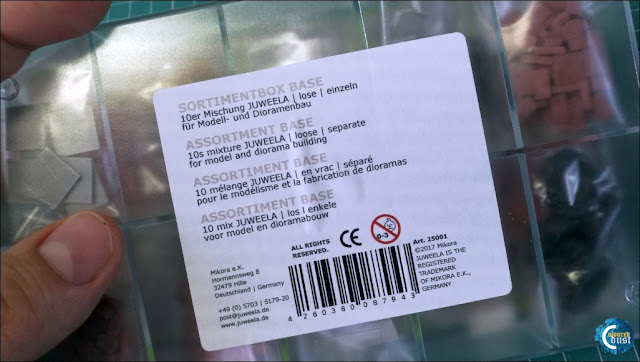 SORTIMENTBOX BASE
10er Mischung JUWEELA | lose | einzeln
für Modell- und Dioramenbau
ASSORTMENT BASE
10s mixture JUWEELA | loose | separate
for model and diorama building
ASSORTMENT BASE
10 mélange JUWEELA | en vrac | séparé
pour le modélisme et la fabrication de dioramas
ASSORTIMENT BASE
10 mix JUWEELA | los | enkele
voor model en dioramabouw
ALL RIGHTS
RESERVED.
CE
0-3
Art. 25001
©2017 Mikora
JUWEELA IS THE
REGISTERED
TRADEMARK
OF MIKORA E.K.,
GERMANY
Mikora e.K.
Hormannsweg 8
32479 Hille
Deutschland | Germany
+49 (0) 5703 | 5179-20
post@juweela.de
www.juweela.de
4 260360 087943
Coloured
Dust